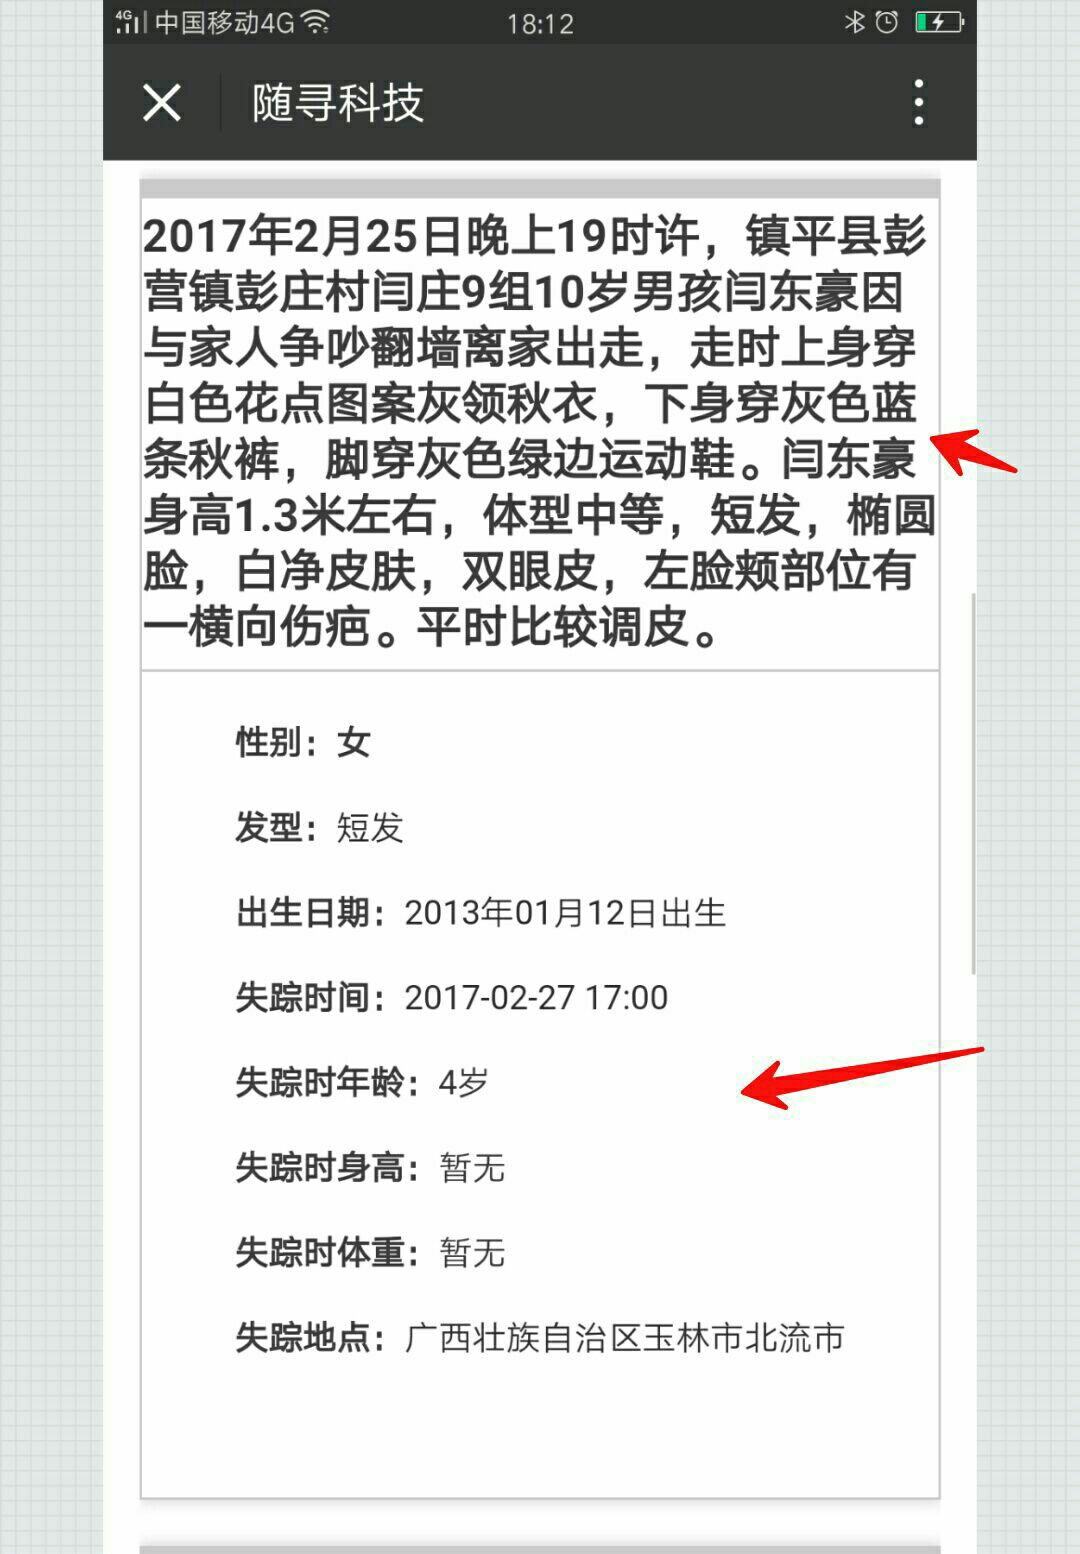 4G 中国移动4G 18:12
随寻科技
2017年2月25日晚上19时许，镇平县彭
营镇彭庄村闫庄9组10岁男孩闫东豪因
与家人争吵翻墙离家出走，走时上身穿
白色花点图案灰领秋衣，下身穿灰色蓝
条秋裤，脚穿灰色绿边运动鞋。闫东豪
身高1.3米左右，体型中等，短发，椭圆
脸，白净皮肤，双眼皮，左脸颊部位有
一横向伤疤。平时比较调皮。
性别：女
发型：短发
出生日期：2013年01月12日出生
失踪时间：2017-02-27 17:00
失踪时年龄：4岁
失踪时身高：暂无
失踪时体重：暂无
失踪地点：广西壮族自治区玉林市北流市